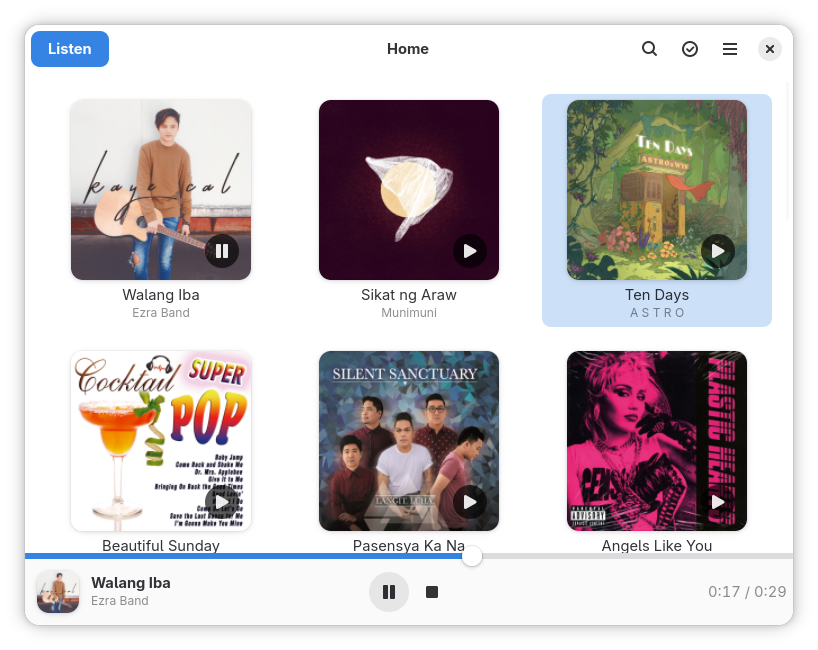 Listen
Home
kaye cal
Walang Iba
Ezra Band
Sikat ng Araw
Munimuni
TEN DAYS
Ten Days
A S T R O
Cocktail
SUPER
POP
Baby Jump
Come Back and Shake Me
Dr. Mrs. Applebee
Give It to Me
Bringing On Back the Good Times
Save the Last Dance for Me
I'm Gonna Make You Mine
Beautiful Sunday
SILENT SANCTUARY
LANGIT LUHA
Pasensya Ka Na
PLASTIC HEARTS
PARENTAL
ADVISORY
EXPLICIT CONTENT
Angels Like You
Walang Iba
Ezra Band
0:17 / 0:29